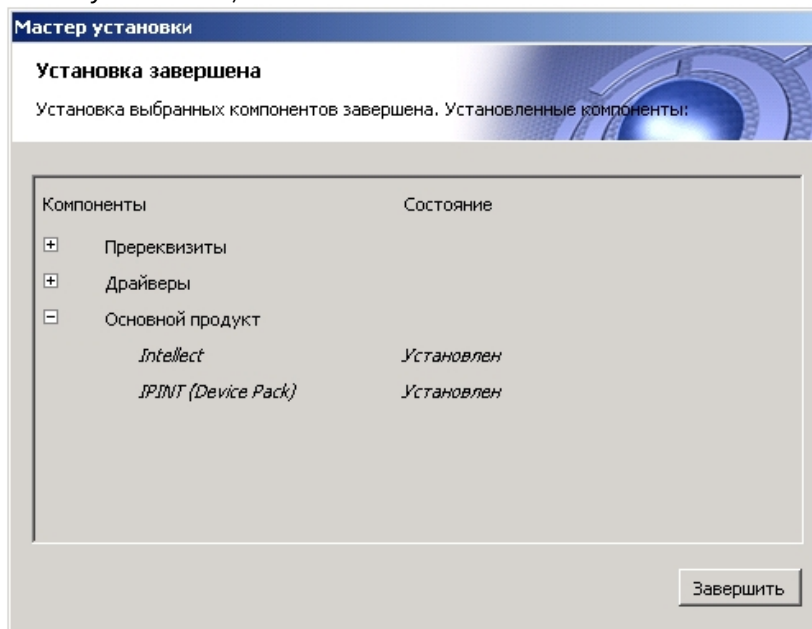 Мастер установки
Установка завершена
Установка выбранных компонентов завершена. Установленные компоненты:
Компоненты Состояние
Пререквизиты
Драйверы
Основной продукт
Intellect Установлен
IPINT (Device Pack) Установлен
Завершить